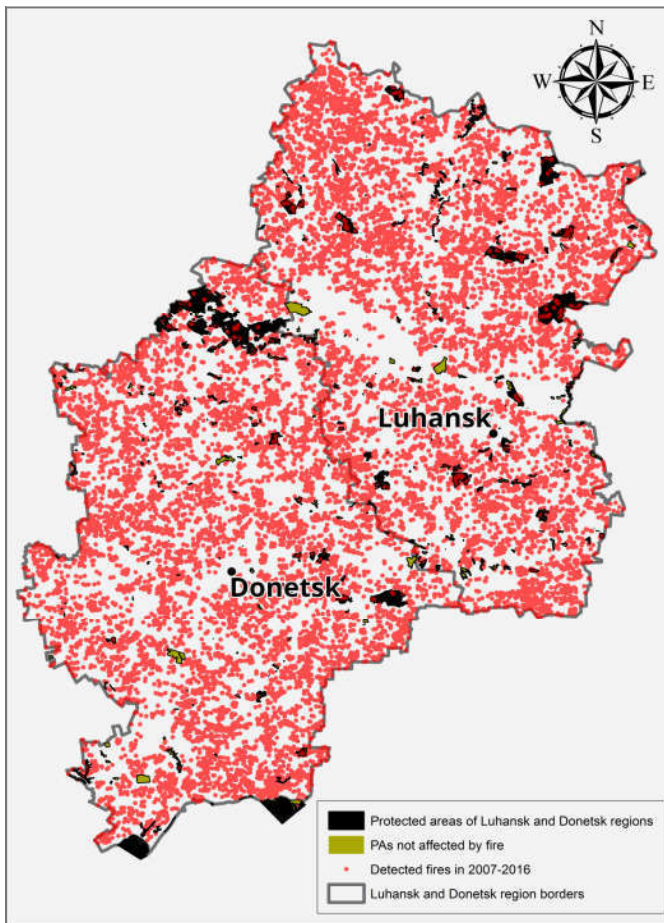 N
W E
S
Luhansk
Donetsk
Protected areas of Luhansk and Donetsk regions
PAs not affected by fire
Detected fires in 2007-2016
Luhansk and Donetsk region borders